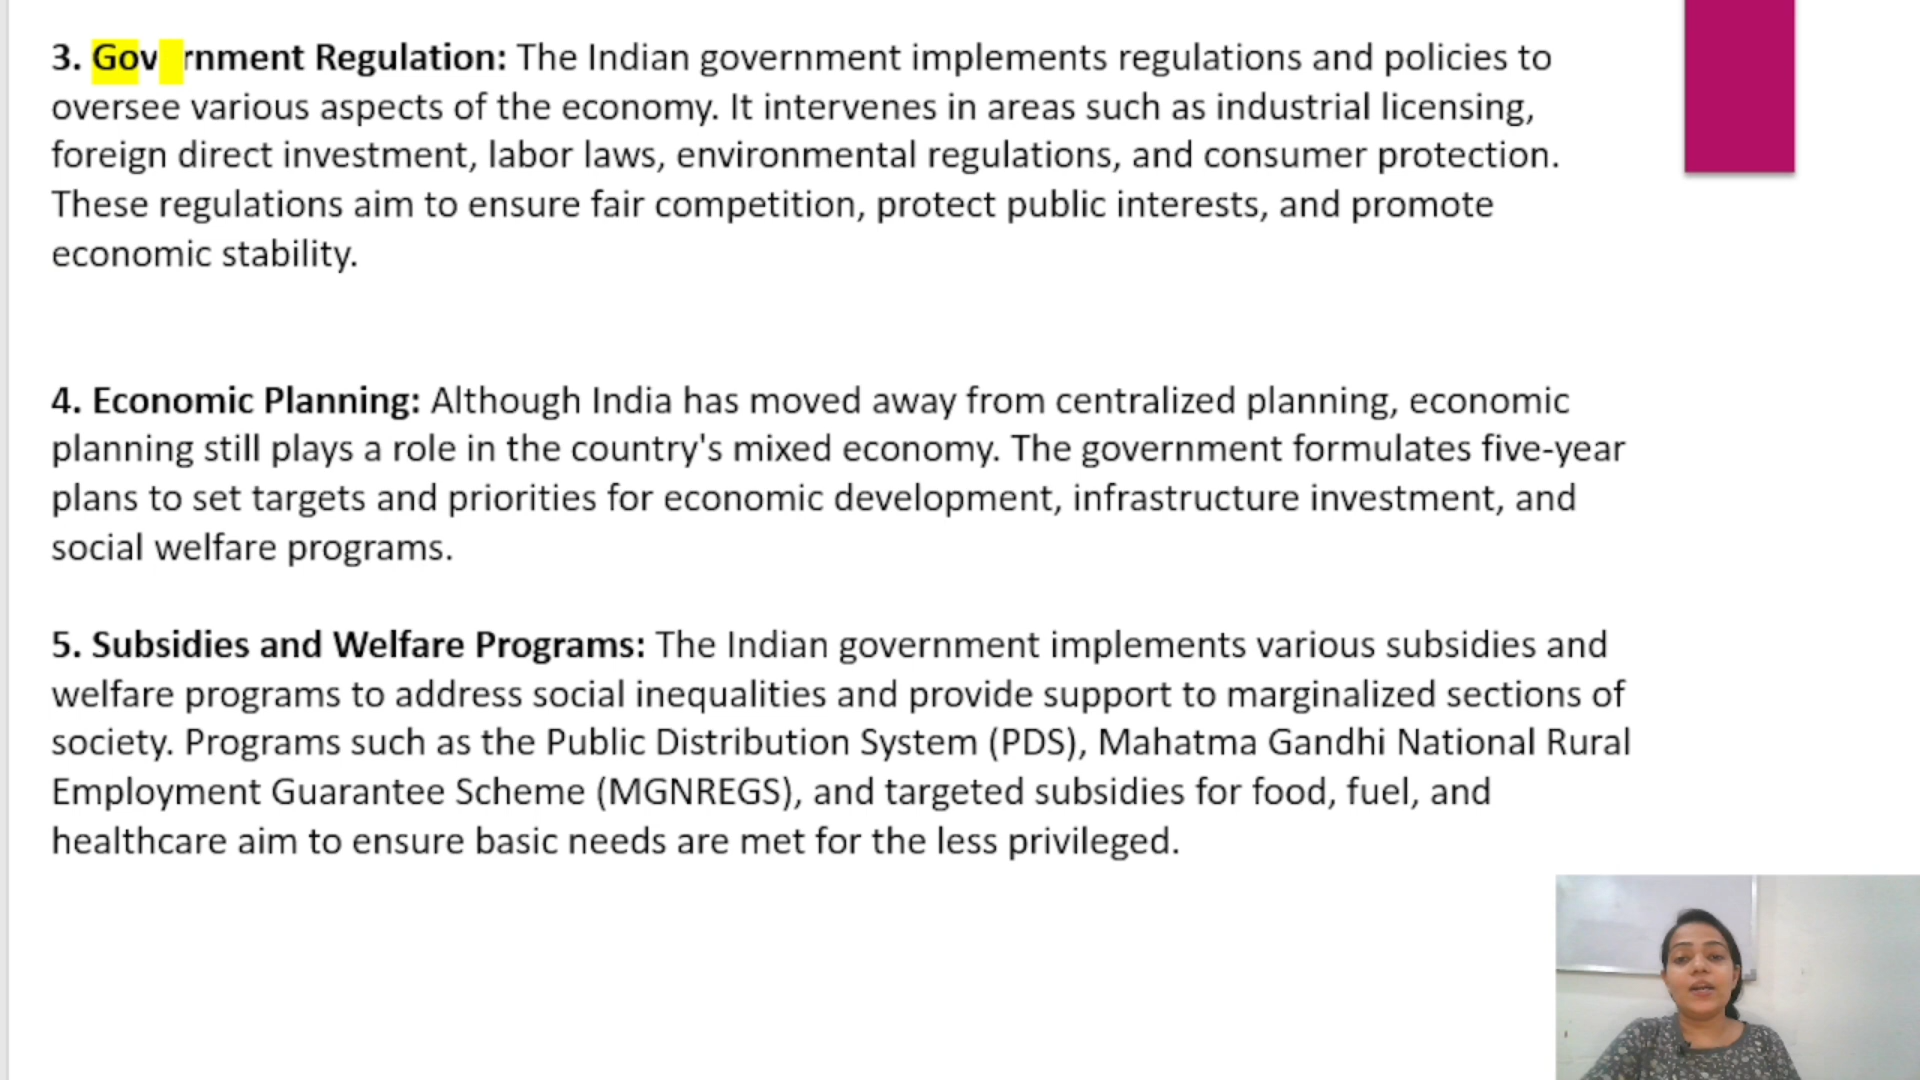 3. Government Regulation: The Indian government implements regulations and policies to
oversee various aspects of the economy. It intervenes in areas such as industrial licensing,
foreign direct investment, labor laws, environmental regulations, and consumer protection.
These regulations aim to ensure fair competition, protect public interests, and promote
economic stability.
4. Economic Planning: Although India has moved away from centralized planning, economic
planning still plays a role in the country's mixed economy. The government formulates five-year
plans to set targets and priorities for economic development, infrastructure investment, and
social welfare programs.
5. Subsidies and Welfare Programs: The Indian government implements various subsidies and
welfare programs to address social inequalities and provide support to marginalized sections of
society. Programs such as the Public Distribution System (PDS), Mahatma Gandhi National Rural
Employment Guarantee Scheme (MGNREGS), and targeted subsidies for food, fuel, and
healthcare aim to ensure basic needs are met for the less privileged.